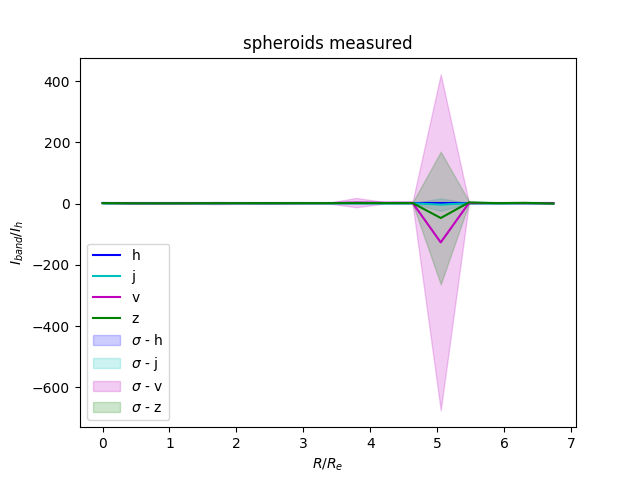 spheroids measured
400
200
0
−200
−400
−600
I_band/I_h
h
j
v
z
σ - h
σ - j
σ - v
σ - z
0 1 2 3 4 5 6 7
R/R_e